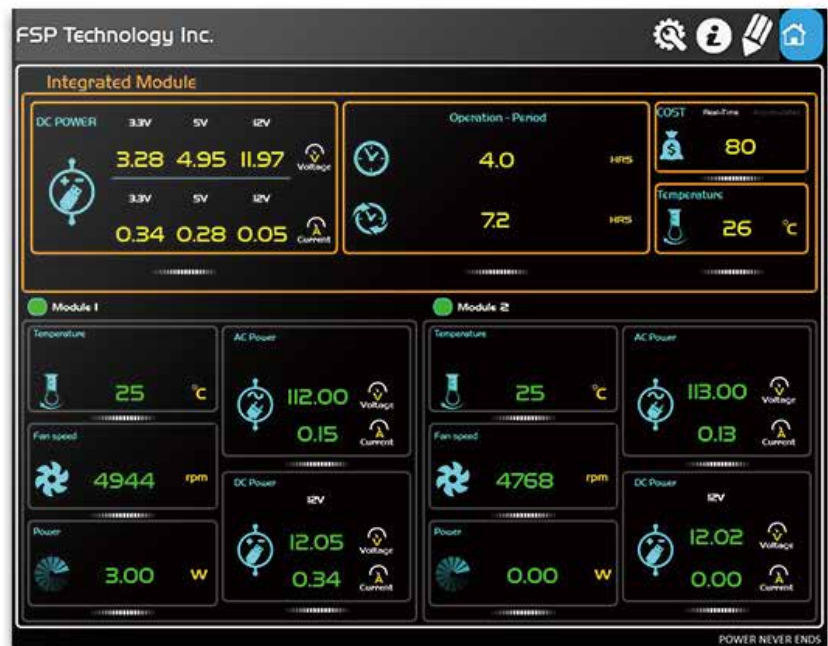 FSP Technology Inc.
Integrated Module
DC POWER 3.3V 5V 12V
3.28 4.95 11.97 Voltage
3.3V 5V 12V
0.34 0.28 0.05 Current
Operation - Period
4.0 HRS
7.2 HRS
COST Real-Time Accumulated
80
Temperature
26 °C
Module 1
Temperature
25 °C
Fan speed
4944 rpm
Power
3.00 W
AC Power
112.00 Voltage
0.15 Current
DC Power
12V
12.05 Voltage
0.34 Current
Module 2
Temperature
25 °C
Fan speed
4768 rpm
Power
0.00 W
AC Power
113.00 Voltage
0.13 Current
DC Power
12V
12.02 Voltage
0.00 Current
POWER NEVER ENDS